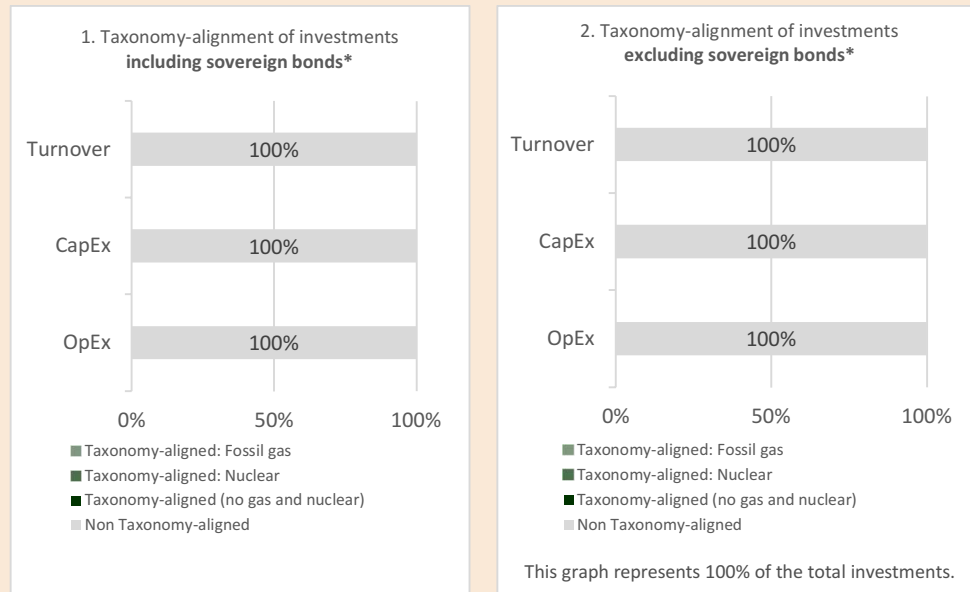 1. Taxonomy-alignment of investments
including sovereign bonds*
Turnover
100%
CapEx
100%
OpEx
100%
0%
50%
100%
Taxonomy-aligned: Fossil gas
Taxonomy-aligned: Nuclear
Taxonomy-aligned (no gas and nuclear)
Non Taxonomy-aligned
2. Taxonomy-alignment of investments
excluding sovereign bonds*
Turnover
100%
CapEx
100%
OpEx
100%
0%
50%
100%
Taxonomy-aligned: Fossil gas
Taxonomy-aligned: Nuclear
Taxonomy-aligned (no gas and nuclear)
Non Taxonomy-aligned
This graph represents 100% of the total investments.